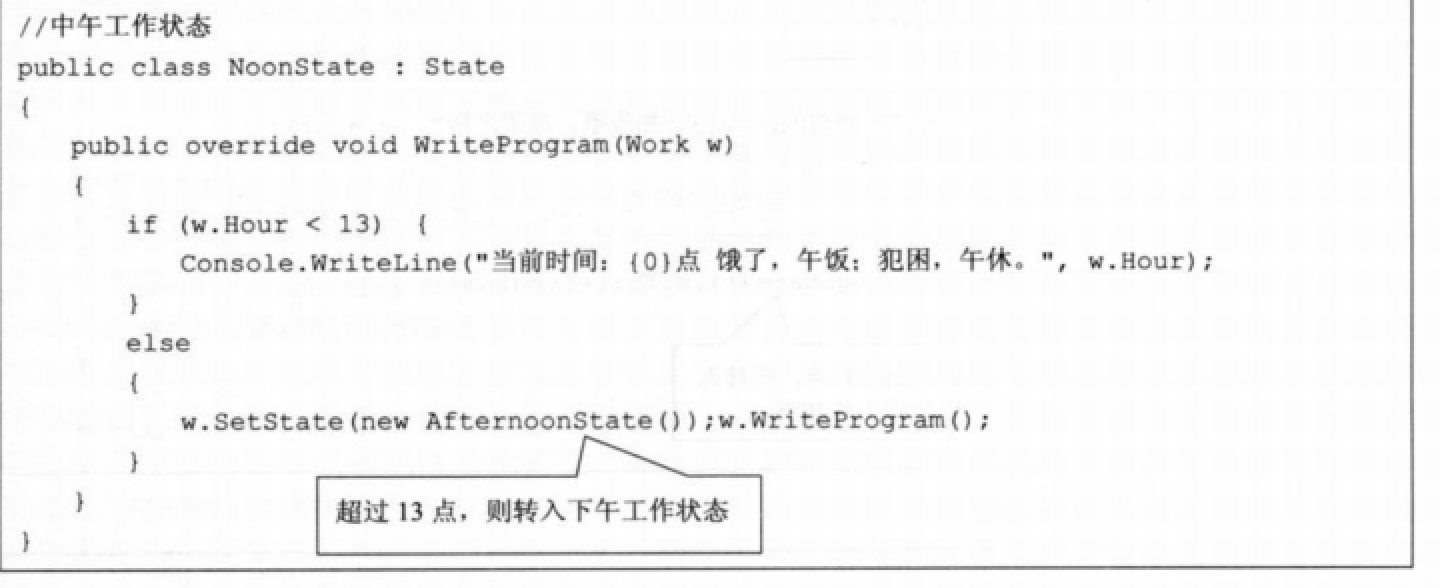 //中午工作状态
public class NoonState : State
{
public override void WriteProgram(Work w)
{
if (w.Hour < 13) {
Console.WriteLine("当前时间：{0}点 饿了，午饭；犯困，午休。", w.Hour);
}
else
{
w.SetState(new AfternoonState());w.WriteProgram();
}
}
}
超过 13 点，则转入下午工作状态